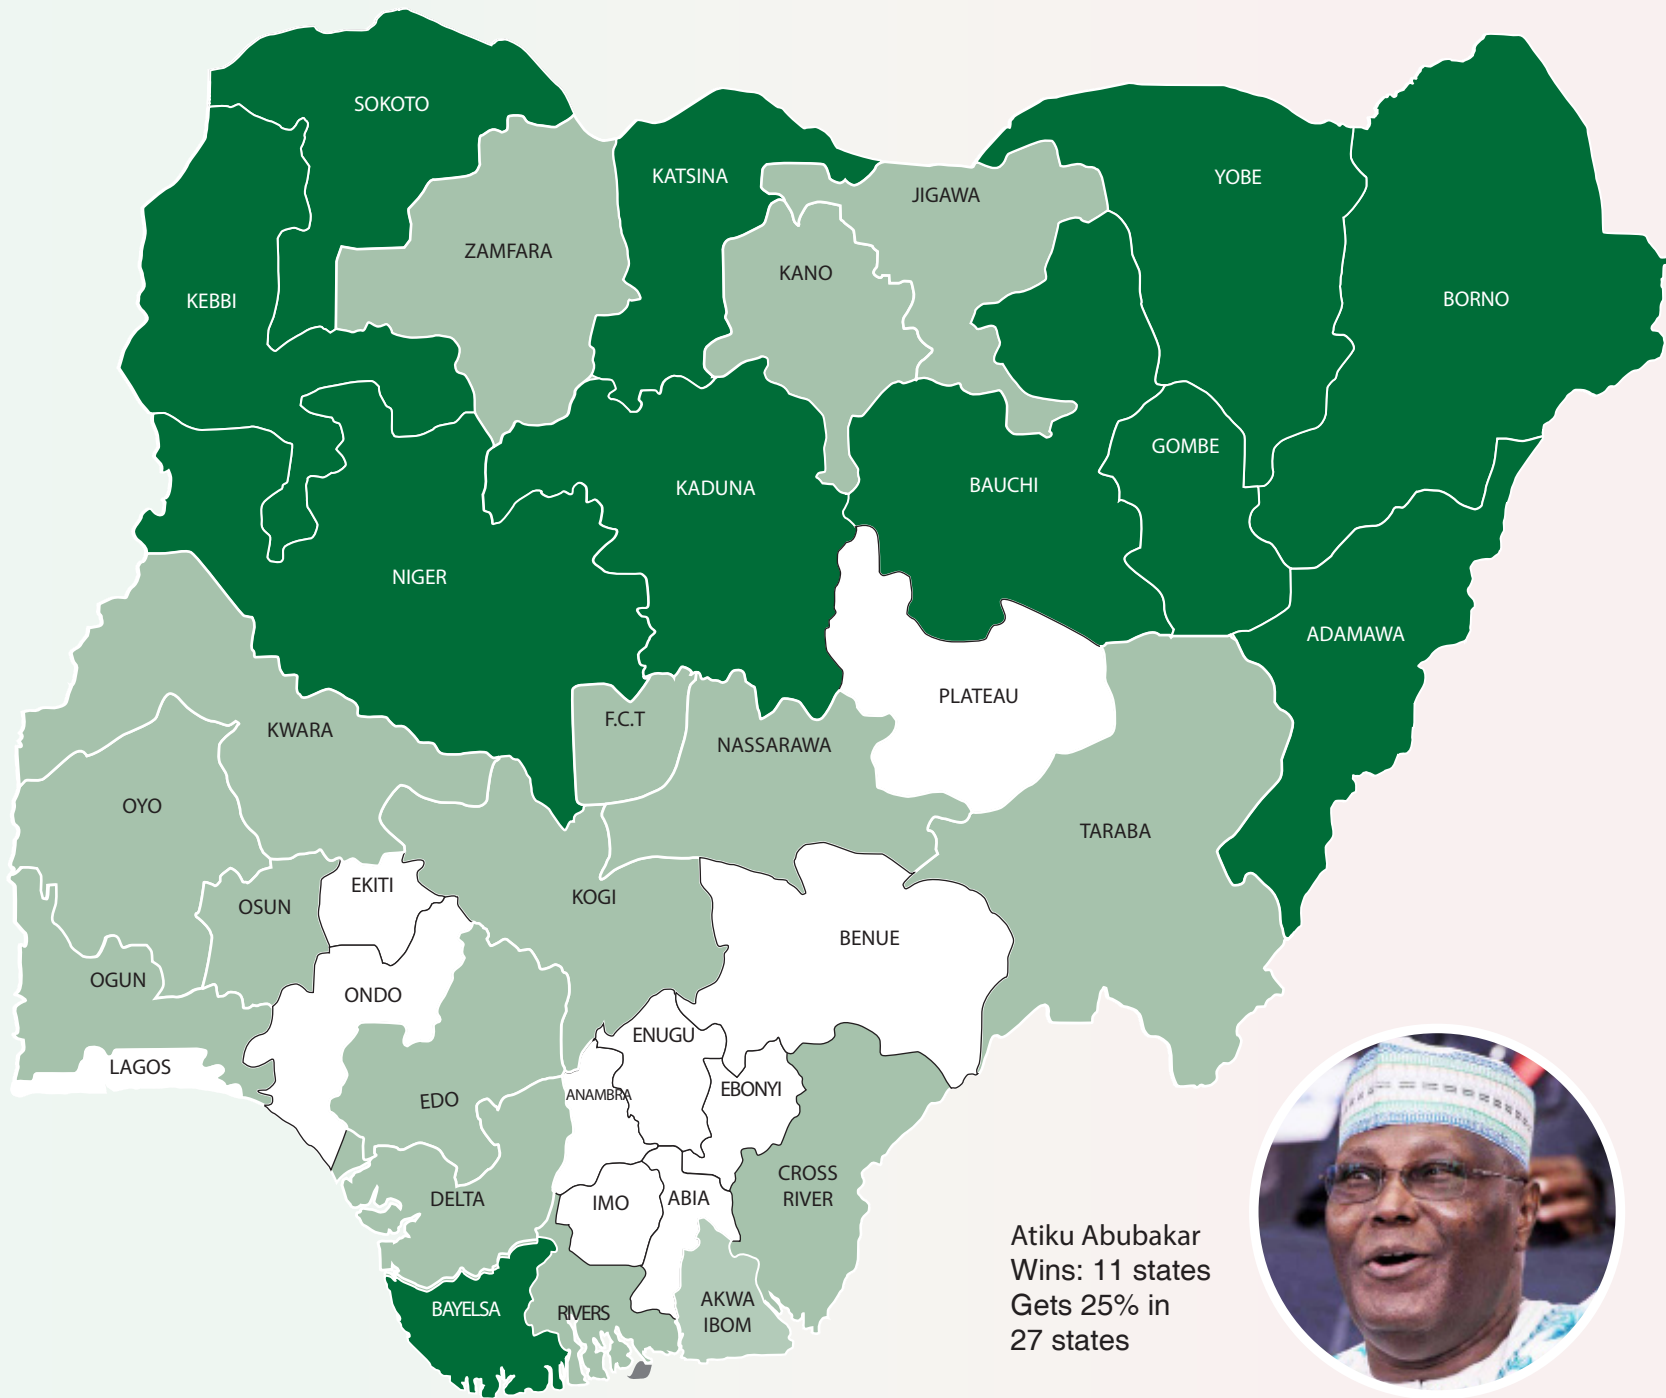 SOKOTO
KATSINA
YOBE
JIGAWA
ZAMFARA
KANO
KEBBI
BORNO
GOMBE
KADUNA
BAUCHI
NIGER
ADAMAWA
PLATEAU
F.C.T
KWARA
NASSARAWA
OYO
TARABA
EKITI
KOGI
OSUN
BENUE
OGUN
ONDO
ENUGU
LAGOS
EBONYI
ANAMBRA
EDO
CROSS
RIVER
DELTA
IMO
ABIA
BAYELSA
RIVERS
AKWA
IBOM
Atiku Abubakar
Wins: 11 states
Gets 25% in
27 states